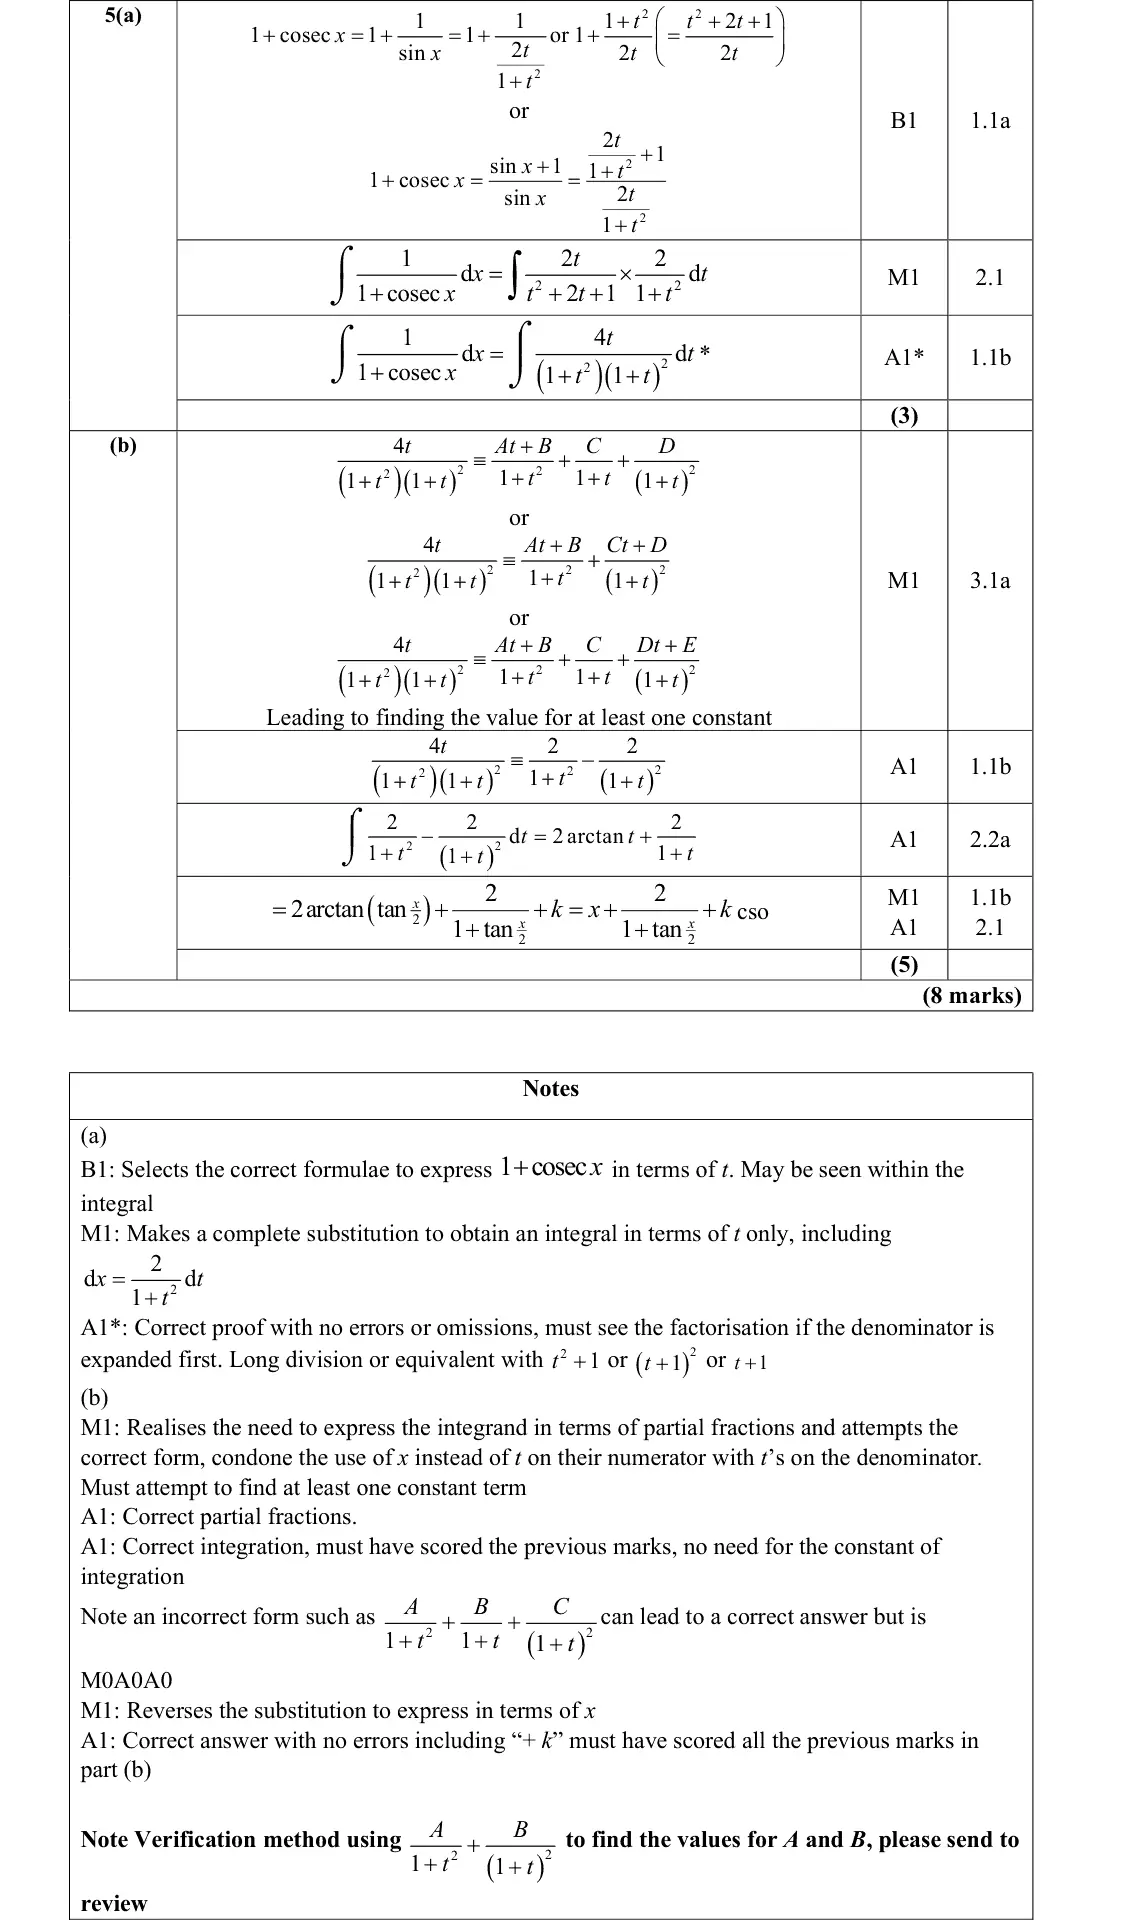 5(a)
1 + cosec x = 1 + 1/sin x = 1 + 1/(2t/(1+t²)) or 1 + (1+t²)/2t (= (t²+2t+1)/2t)
or
1 + cosec x = (sin x + 1)/sin x = (2t/(1+t²) + 1)/(2t/(1+t²))
B1 1.1a
∫ 1/(1+cosec x) dx = ∫ 2t/(t²+2t+1) × 2/(1+t²) dt M1 2.1
∫ 1/(1+cosec x) dx = ∫ 4t/((1+t²)(1+t)²) dt * A1* 1.1b
(3)
(b)
4t/((1+t²)(1+t)²) ≡ (At+B)/(1+t²) + C/(1+t) + D/(1+t)²
or
4t/((1+t²)(1+t)²) ≡ (At+B)/(1+t²) + (Ct+D)/(1+t)²
or
4t/((1+t²)(1+t)²) ≡ (At+B)/(1+t²) + C/(1+t) + (Dt+E)/(1+t)²
Leading to finding the value for at least one constant
M1 3.1a
4t/((1+t²)(1+t)²) ≡ 2/(1+t²) − 2/(1+t)² A1 1.1b
∫ 2/(1+t²) − 2/(1+t)² dt = 2 arctan t + 2/(1+t) A1 2.2a
= 2 arctan(tan x/2) + 2/(1+tan x/2) + k = x + 2/(1+tan x/2) + k cso
M1 1.1b
A1 2.1
(5)
(8 marks)
Notes
(a)
B1: Selects the correct formulae to express 1+cosec x in terms of t. May be seen within the
integral
M1: Makes a complete substitution to obtain an integral in terms of t only, including
dx = 2/(1+t²) dt
A1*: Correct proof with no errors or omissions, must see the factorisation if the denominator is
expanded first. Long division or equivalent with t² + 1 or (t+1)² or t+1
(b)
M1: Realises the need to express the integrand in terms of partial fractions and attempts the
correct form, condone the use of x instead of t on their numerator with t’s on the denominator.
Must attempt to find at least one constant term
A1: Correct partial fractions.
A1: Correct integration, must have scored the previous marks, no need for the constant of
integration
Note an incorrect form such as A/(1+t²) + B/(1+t) + C/(1+t)² can lead to a correct answer but is
M0A0A0
M1: Reverses the substitution to express in terms of x
A1: Correct answer with no errors including “+ k” must have scored all the previous marks in
part (b)
Note Verification method using A/(1+t²) + B/(1+t)² to find the values for A and B, please send to
review